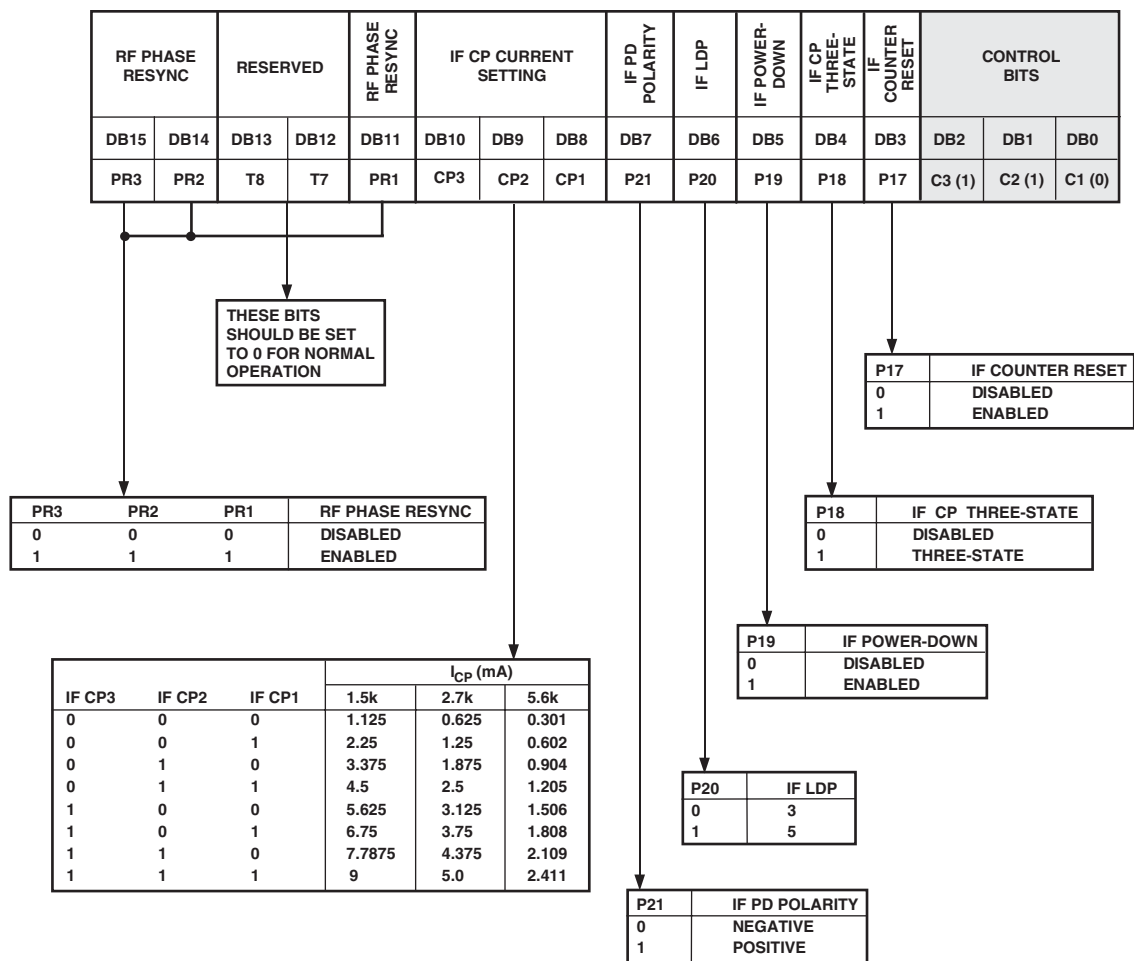 RF PHASE RESYNC
RESERVED
RF PHASE RESYNC
IF CP CURRENT SETTING
IF PD POLARITY
IF LDP
IF POWER-DOWN
IF CP THREE-STATE
IF COUNTER RESET
CONTROL BITS
DB15 DB14 DB13 DB12 DB11 DB10 DB9 DB8 DB7 DB6 DB5 DB4 DB3 DB2 DB1 DB0
PR3 PR2 T8 T7 PR1 CP3 CP2 CP1 P21 P20 P19 P18 P17 C3 (1) C2 (1) C1 (0)
THESE BITS
SHOULD BE SET
TO 0 FOR NORMAL
OPERATION
P17 IF COUNTER RESET
0 DISABLED
1 ENABLED
PR3 PR2 PR1 RF PHASE RESYNC
0 0 0 DISABLED
1 1 1 ENABLED
P18 IF CP THREE-STATE
0 DISABLED
1 THREE-STATE
P19 IF POWER-DOWN
0 DISABLED
1 ENABLED
ICP (mA)
IF CP3 IF CP2 IF CP1 1.5k 2.7k 5.6k
0 0 0 1.125 0.625 0.301
0 0 1 2.25 1.25 0.602
0 1 0 3.375 1.875 0.904
0 1 1 4.5 2.5 1.205
1 0 0 5.625 3.125 1.506
1 0 1 6.75 3.75 1.808
1 1 0 7.7875 4.375 2.109
1 1 1 9 5.0 2.411
P20 IF LDP
0 3
1 5
P21 IF PD POLARITY
0 NEGATIVE
1 POSITIVE